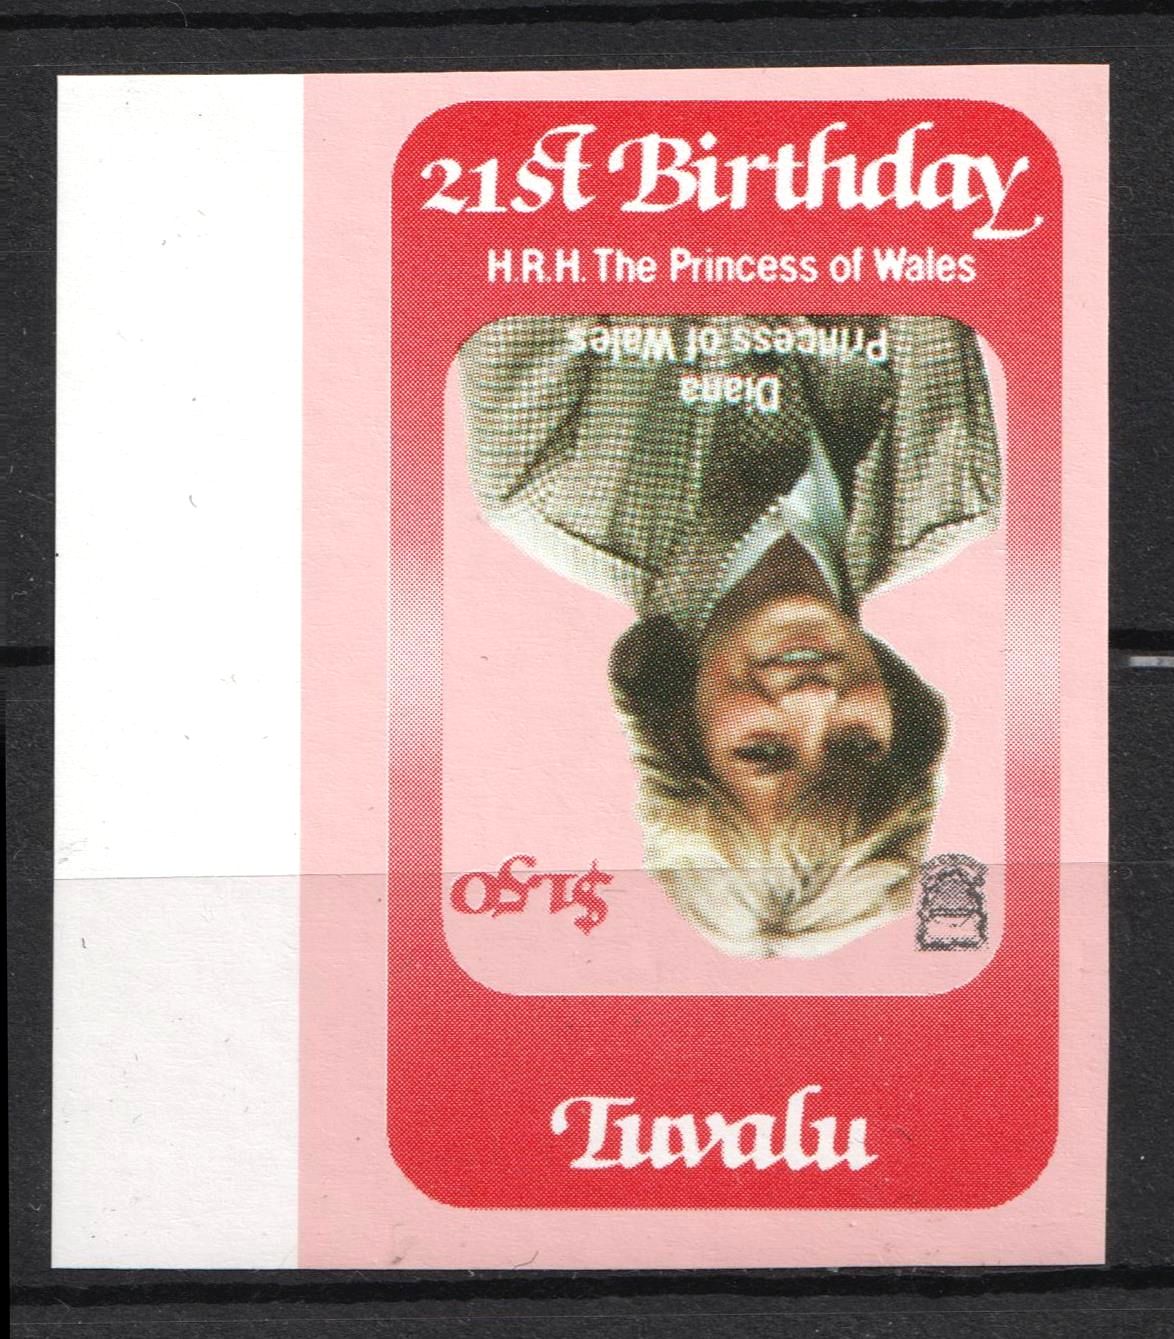 21st Birthday
H.R.H. The Princess of Wales
Diana
Princess of Wales
$1.50
Tuvalu